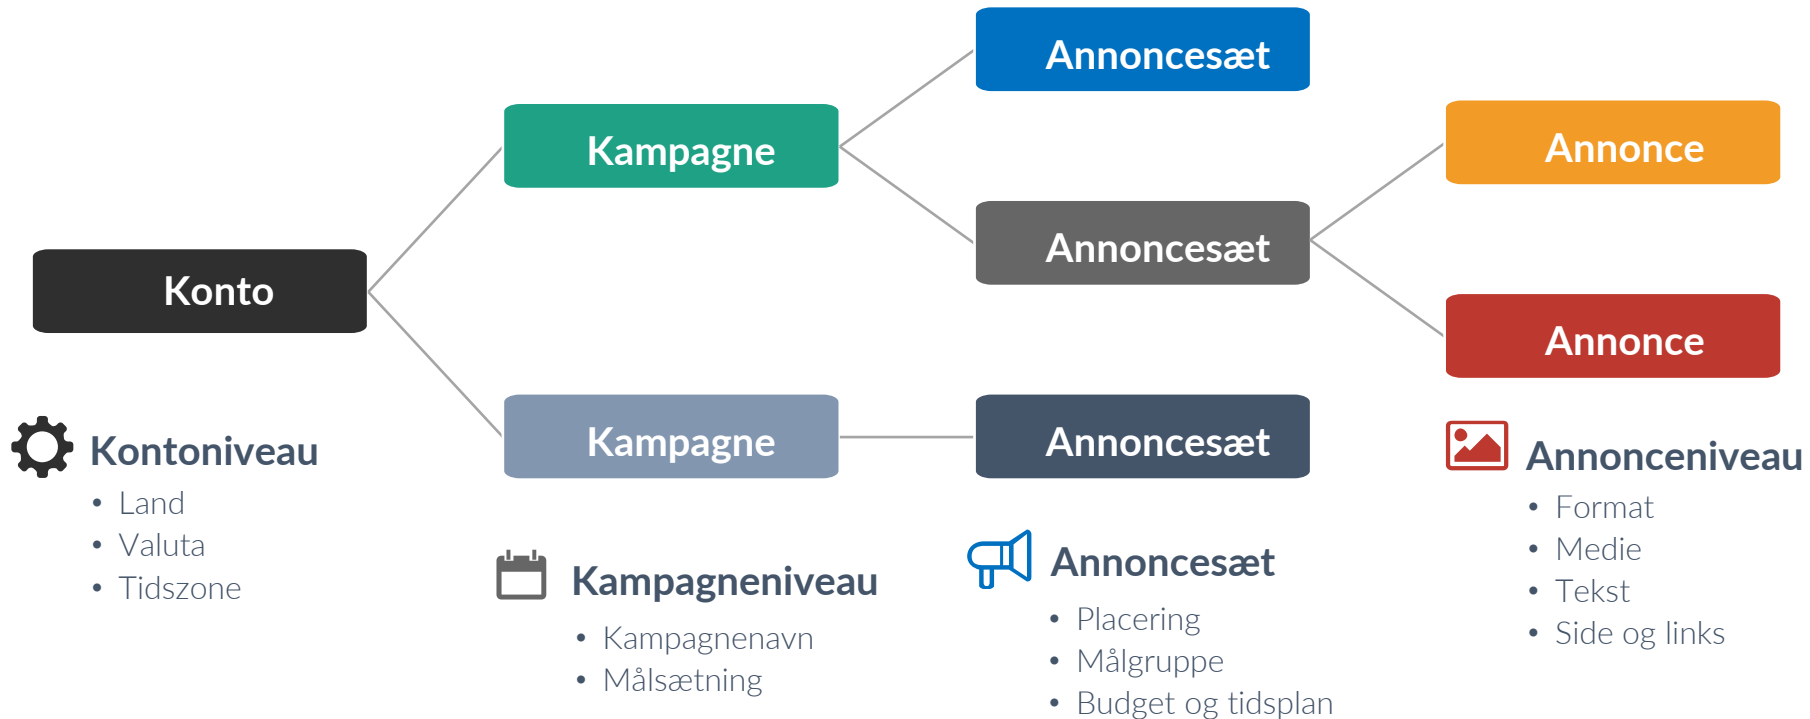 Annoncesæt
Kampagne
Annonce
Annoncesæt
Konto
Annonce
Kampagne
Annoncesæt
Kontoniveau
• Land
• Valuta
• Tidszone
Kampagneniveau
• Kampagnenavn
• Målsætning
Annoncesæt
• Placering
• Målgruppe
• Budget og tidsplan
Annonceniveau
• Format
• Medie
• Tekst
• Side og links